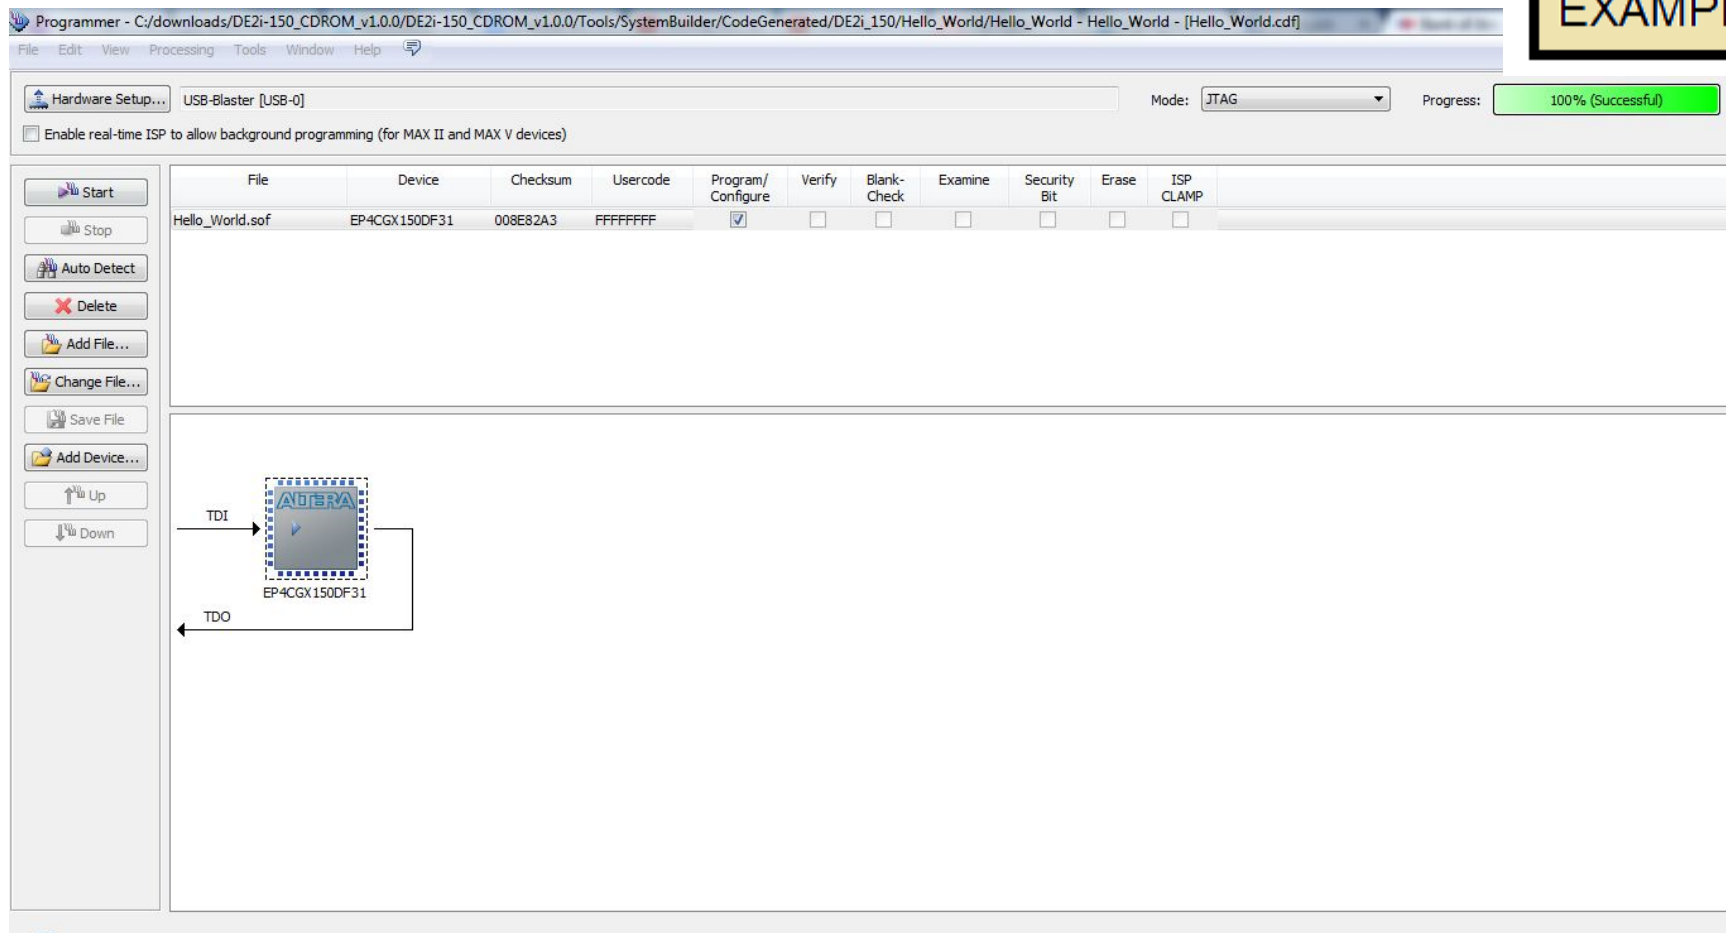 Programmer - C:/downloads/DE2i-150_CDROM_v1.0.0/DE2i-150_CDROM_v1.0.0/Tools/SystemBuilder/CodeGenerated/DE2i_150/Hello_World/Hello_World - Hello_World - [Hello_World.cdf]
EXAMP
File Edit View Processing Tools Window Help
Hardware Setup... USB-Blaster [USB-0] Mode: JTAG Progress: 100% (Successful)
Enable real-time ISP to allow background programming (for MAX II and MAX V devices)
Start
Stop
Auto Detect
Delete
Add File...
Change File...
Save File
Add Device...
Up
Down
File Device Checksum Usercode Program/ Verify Blank- Examine Security Erase ISP
Configure Check Bit CLAMP
Hello_World.sof EP4CGX150DF31 008E82A3 FFFFFFFF
ALTERA
TDI
EP4CGX150DF31
TDO